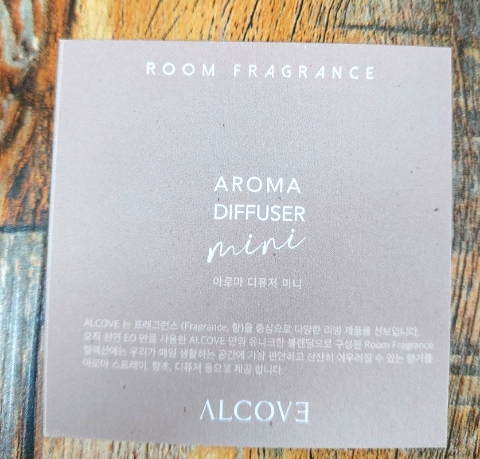 ROOM FRAGRANCE
AROMA
DIFFUSER
mini
아로마 디퓨저 미니
ALCOVE 는 프래그런스 (Fragrance, 향)을 중심으로 다양한 리빙 제품을 선보입니다.
오직 천연 EO 만을 사용한 ALCOVE 만의 유니크한 블렌딩으로 구성된 Room Fragrance
컬렉션에는 우리가 매일 생활하는 공간에 가장 편안하고 잔잔히 어우러질 수 있는 향기를
아로마 스프레이, 향초, 디퓨저 등으로 제공 합니다.
ALCOVE